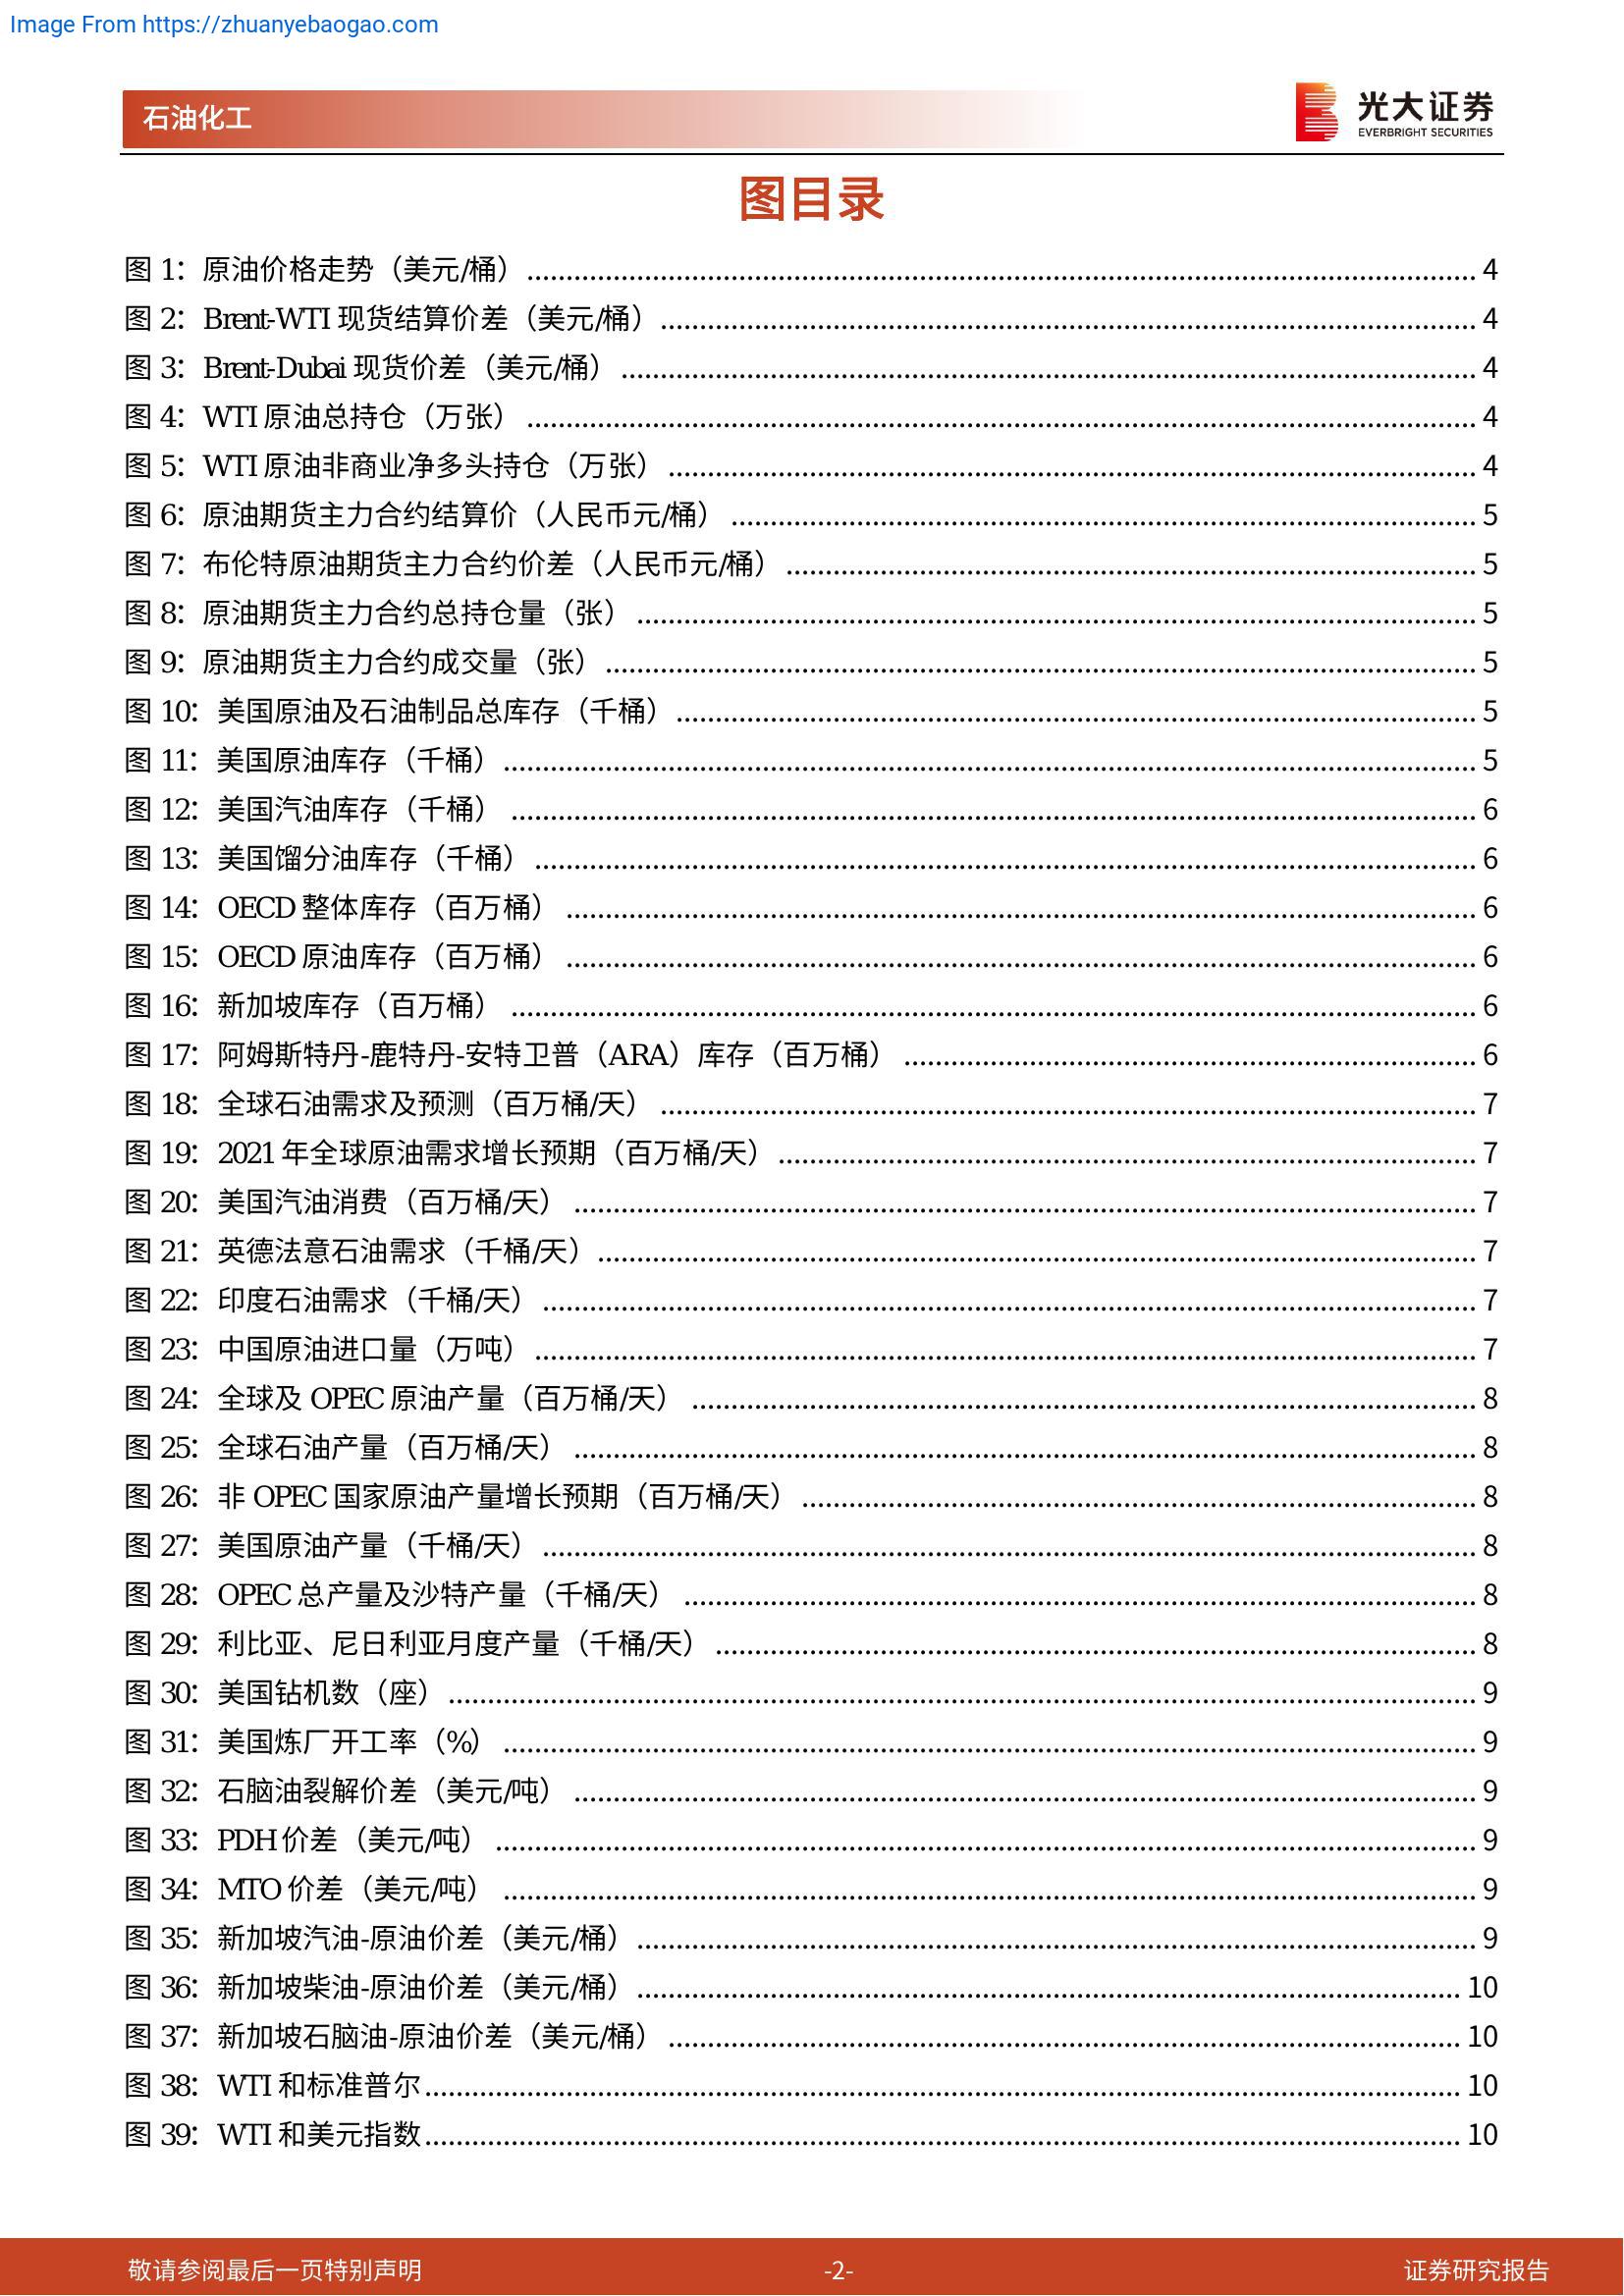 Image From https://zhuanyebaogao.com
石油化工
光大证券
EVERBRIGHT SECURITIES
图目录
图 1：原油价格走势（美元/桶）........ 4
图 2：Brent-WTI 现货结算价差（美元/桶）........ 4
图 3：Brent-Dubai 现货价差（美元/桶）........ 4
图 4：WTI 原油总持仓（万张）........ 4
图 5：WTI 原油非商业净多头持仓（万张）........ 4
图 6：原油期货主力合约结算价（人民币元/桶）........ 5
图 7：布伦特原油期货主力合约价差（人民币元/桶）........ 5
图 8：原油期货主力合约总持仓量（张）........ 5
图 9：原油期货主力合约成交量（张）........ 5
图 10：美国原油及石油制品总库存（千桶）........ 5
图 11：美国原油库存（千桶）........ 5
图 12：美国汽油库存（千桶）........ 6
图 13：美国馏分油库存（千桶）........ 6
图 14：OECD 整体库存（百万桶）........ 6
图 15：OECD 原油库存（百万桶）........ 6
图 16：新加坡库存（百万桶）........ 6
图 17：阿姆斯特丹-鹿特丹-安特卫普（ARA）库存（百万桶）........ 6
图 18：全球石油需求及预测（百万桶/天）........ 7
图 19：2021 年全球原油需求增长预期（百万桶/天）........ 7
图 20：美国汽油消费（百万桶/天）........ 7
图 21：英德法意石油需求（千桶/天）........ 7
图 22：印度石油需求（千桶/天）........ 7
图 23：中国原油进口量（万吨）........ 7
图 24：全球及 OPEC 原油产量（百万桶/天）........ 8
图 25：全球石油产量（百万桶/天）........ 8
图 26：非 OPEC 国家原油产量增长预期（百万桶/天）........ 8
图 27：美国原油产量（千桶/天）........ 8
图 28：OPEC 总产量及沙特产量（千桶/天）........ 8
图 29：利比亚、尼日利亚月度产量（千桶/天）........ 8
图 30：美国钻机数（座）........ 9
图 31：美国炼厂开工率（%）........ 9
图 32：石脑油裂解价差（美元/吨）........ 9
图 33：PDH 价差（美元/吨）........ 9
图 34：MTO 价差（美元/吨）........ 9
图 35：新加坡汽油-原油价差（美元/桶）........ 9
图 36：新加坡柴油-原油价差（美元/桶）........ 10
图 37：新加坡石脑油-原油价差（美元/桶）........ 10
图 38：WTI 和标准普尔........ 10
图 39：WTI 和美元指数........ 10
敬请参阅最后一页特别声明
-2-
证券研究报告